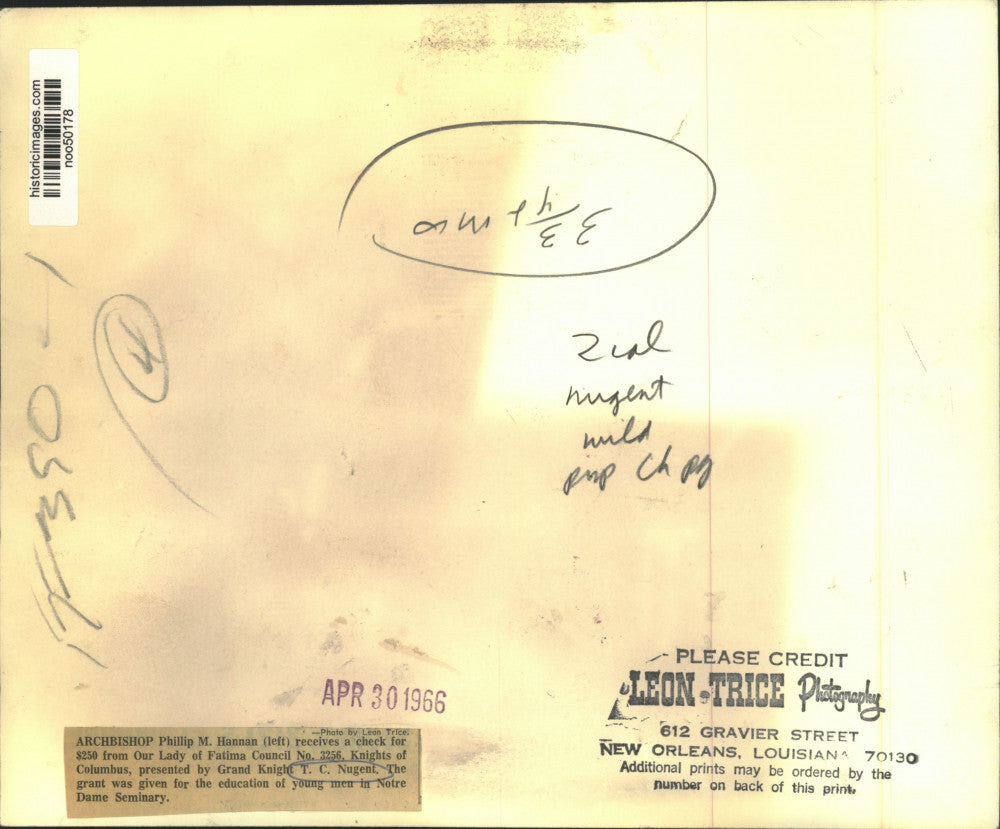 historicimages.com
noo50178
3 3/4
2 col
nugent
wild
pmp Ch pg
APR 30 1966
—Photo by Leon Trice.
ARCHBISHOP Phillip M. Hannan (left) receives a check for
$250 from Our Lady of Fatima Council No. 3256, Knights of
Columbus, presented by Grand Knight T. C. Nugent. The
grant was given for the education of young men in Notre
Dame Seminary.
PLEASE CREDIT
LEON TRICE Photography
612 GRAVIER STREET
NEW ORLEANS, LOUISIANA 70130
Additional prints may be ordered by the
number on back of this print.